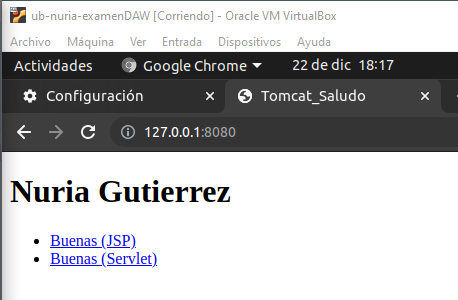 ub-nuria-examenDAW [Corriendo] - Oracle VM VirtualBox
Archivo Máquina Ver Entrada Dispositivos Ayuda
Actividades Google Chrome 22 de dic 18:17
Configuración Tomcat_Saludo
127.0.0.1:8080
Nuria Gutierrez
Buenas (JSP)
Buenas (Servlet)